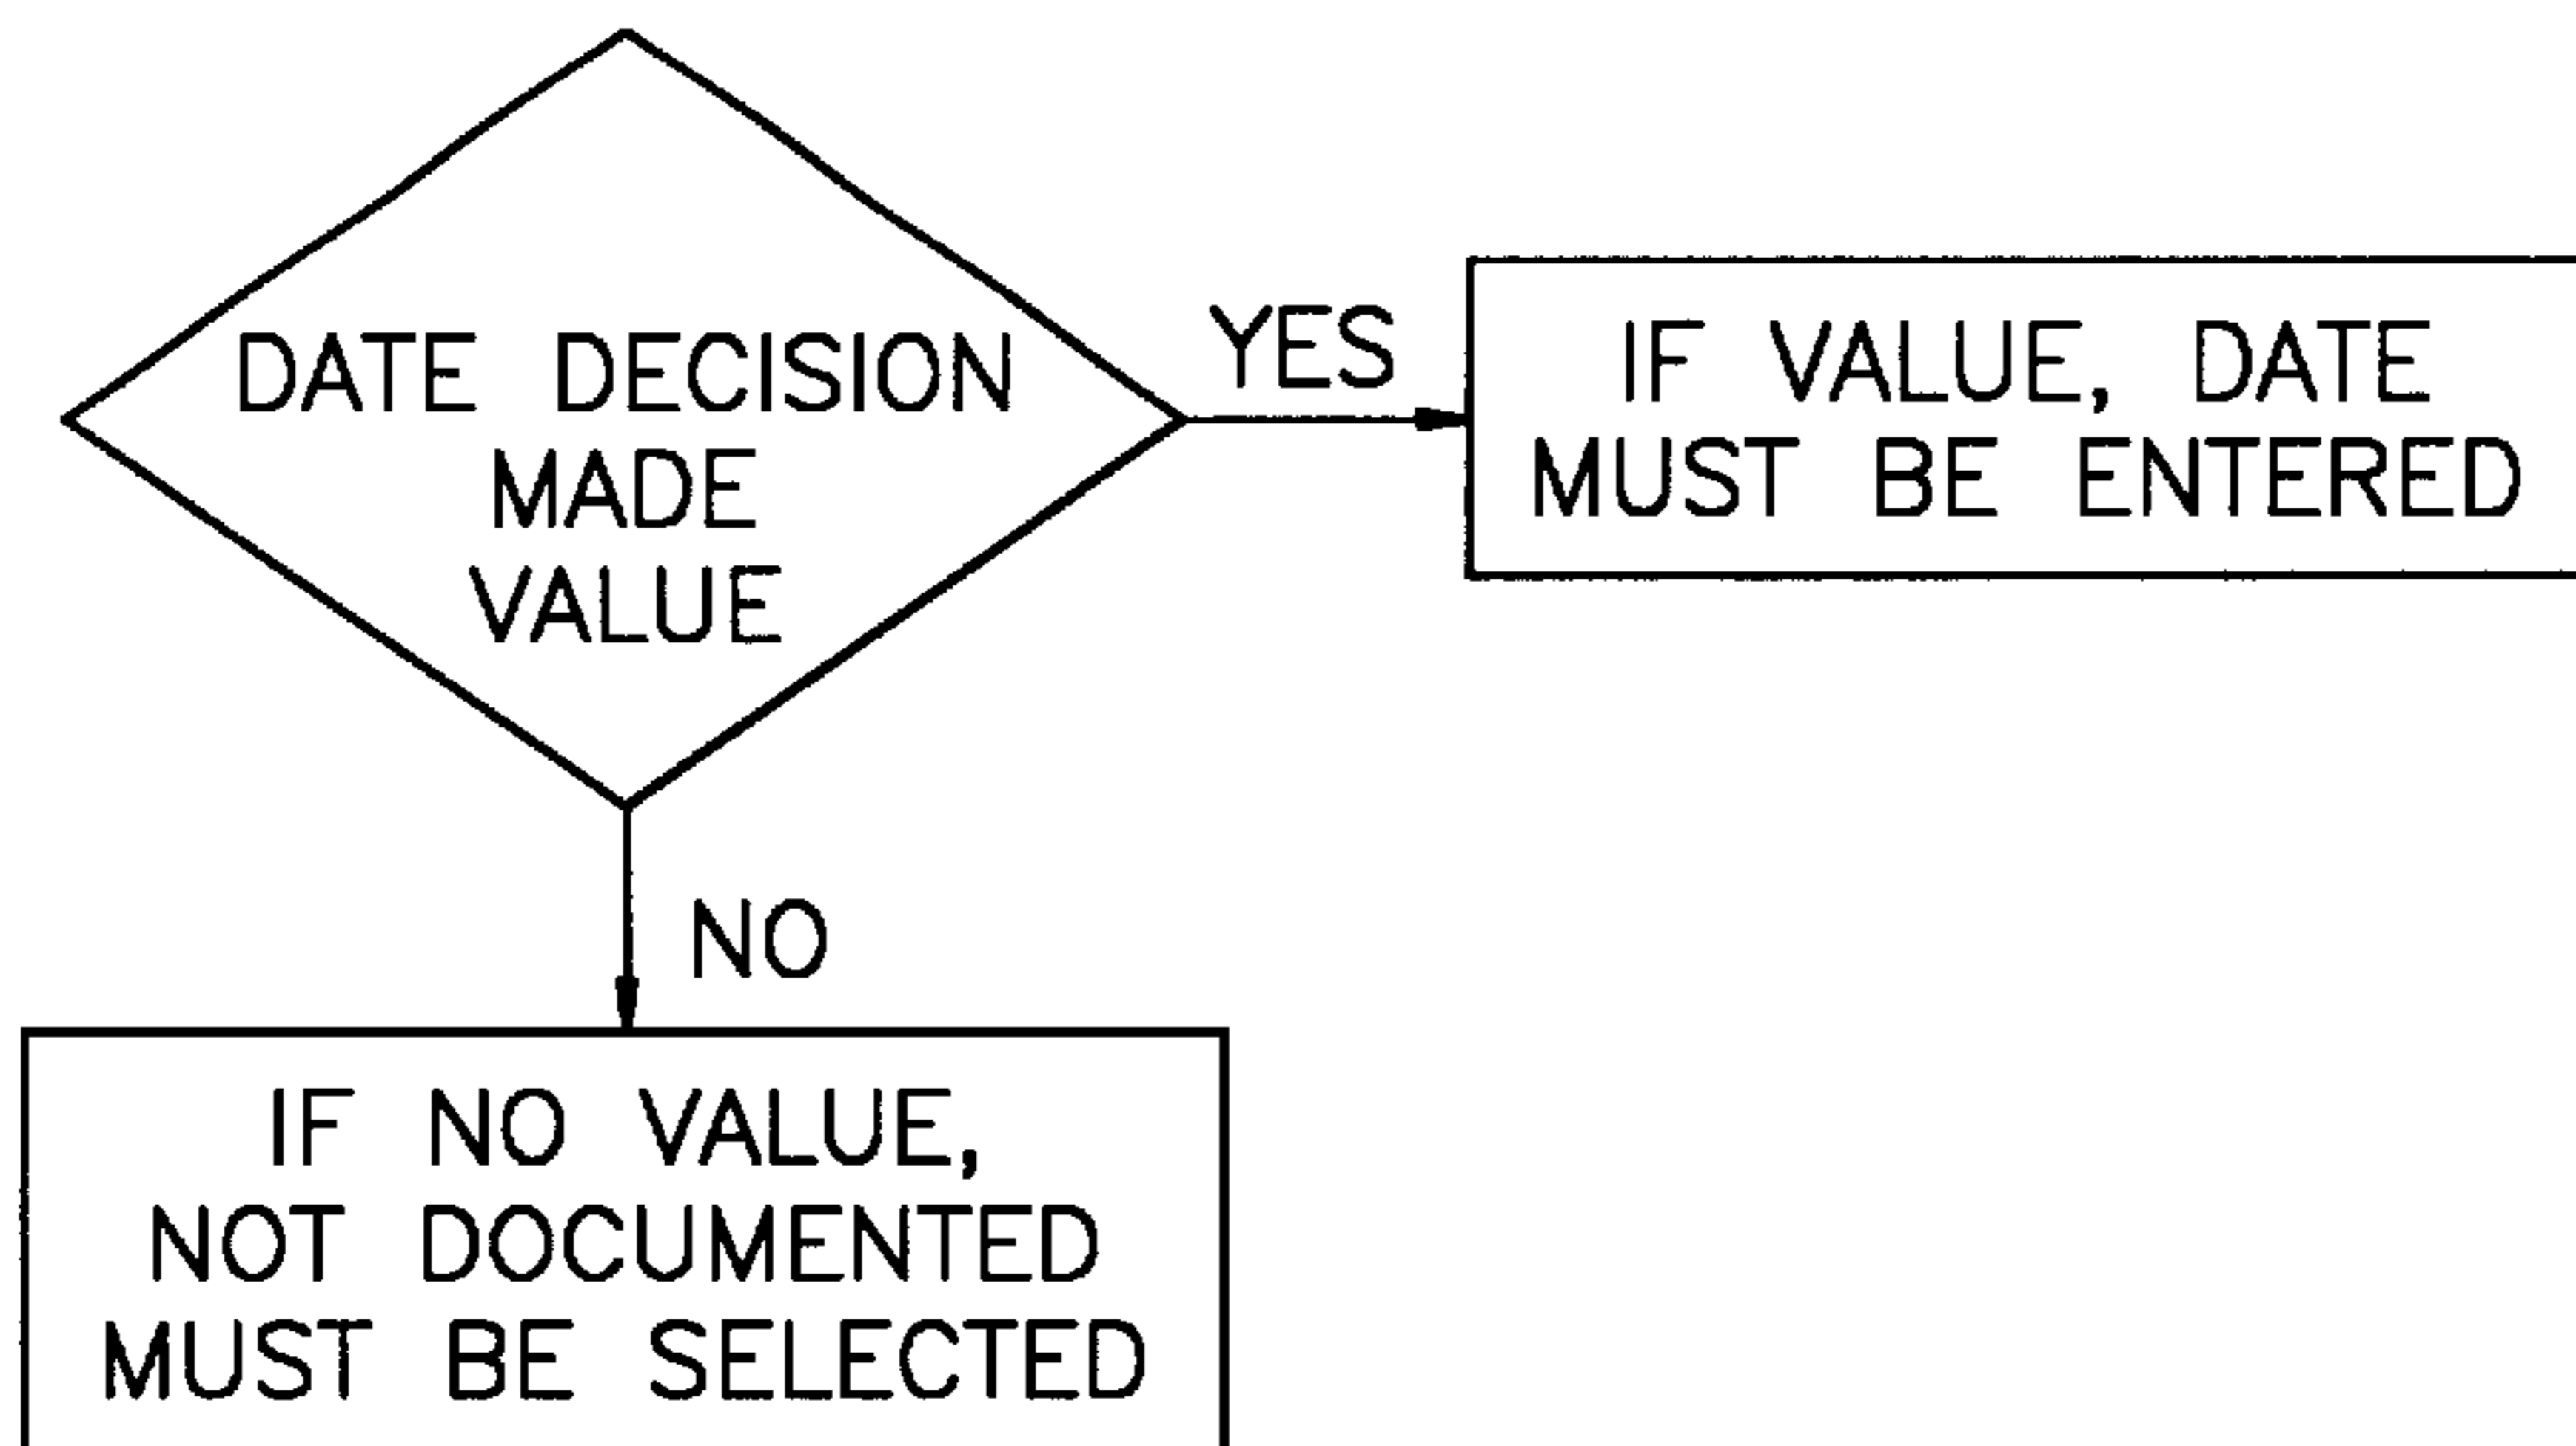 DATE DECISION
MADE
VALUE
YES
IF VALUE, DATE
MUST BE ENTERED
NO
IF NO VALUE,
NOT DOCUMENTED
MUST BE SELECTED